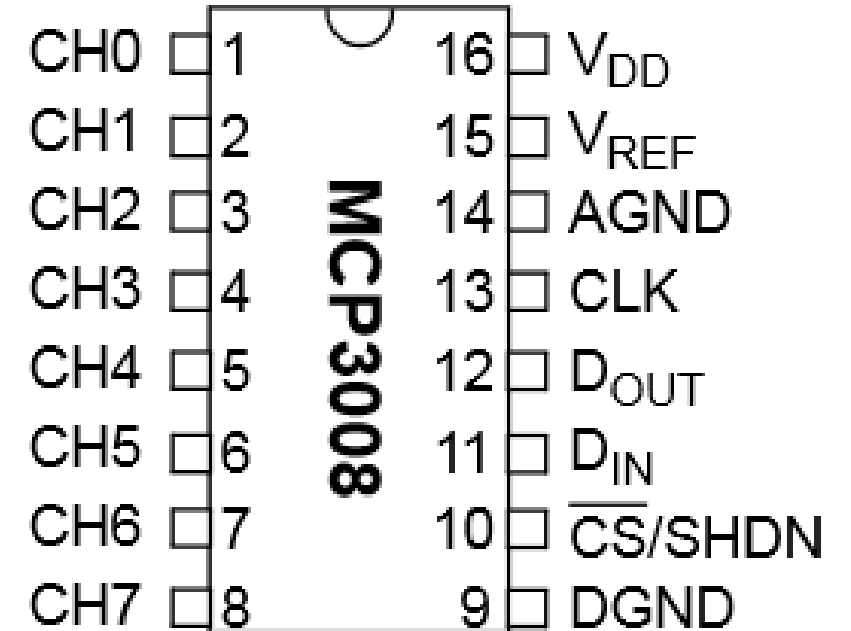 CH0 1 16 VDD
CH1 2 15 VREF
CH2 3 14 AGND
CH3 4 13 CLK
CH4 5 12 DOUT
CH5 6 11 DIN
CH6 7 10 C̅S̅/SHDN
CH7 8 9 DGND
MCP3008